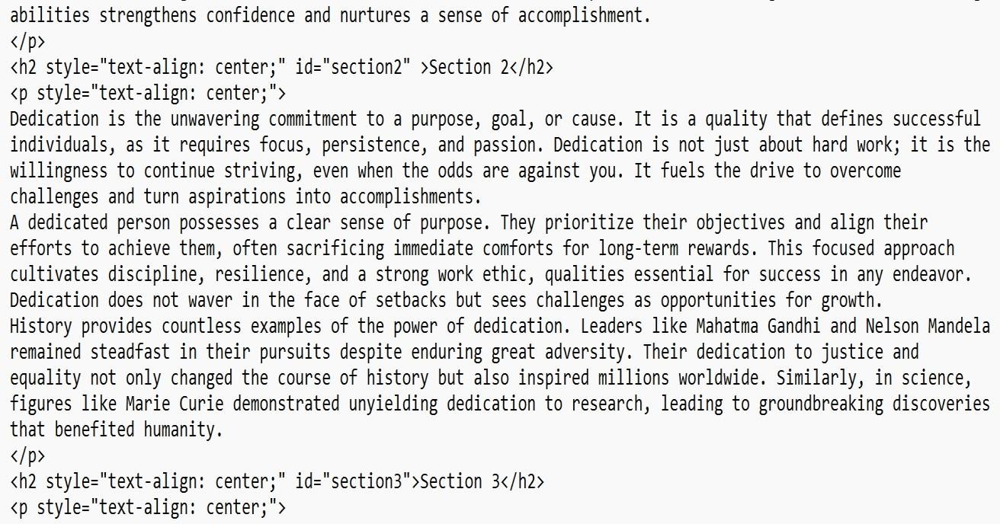 abilities strengthens confidence and nurtures a sense of accomplishment.
</p>
<h2 style="text-align: center;" id="section2" >Section 2</h2>
<p style="text-align: center;">
Dedication is the unwavering commitment to a purpose, goal, or cause. It is a quality that defines successful
individuals, as it requires focus, persistence, and passion. Dedication is not just about hard work; it is the
willingness to continue striving, even when the odds are against you. It fuels the drive to overcome
challenges and turn aspirations into accomplishments.
A dedicated person possesses a clear sense of purpose. They prioritize their objectives and align their
efforts to achieve them, often sacrificing immediate comforts for long-term rewards. This focused approach
cultivates discipline, resilience, and a strong work ethic, qualities essential for success in any endeavor.
Dedication does not waver in the face of setbacks but sees challenges as opportunities for growth.
History provides countless examples of the power of dedication. Leaders like Mahatma Gandhi and Nelson Mandela
remained steadfast in their pursuits despite enduring great adversity. Their dedication to justice and
equality not only changed the course of history but also inspired millions worldwide. Similarly, in science,
figures like Marie Curie demonstrated unyielding dedication to research, leading to groundbreaking discoveries
that benefited humanity.
</p>
<h2 style="text-align: center;" id="section3">Section 3</h2>
<p style="text-align: center;">